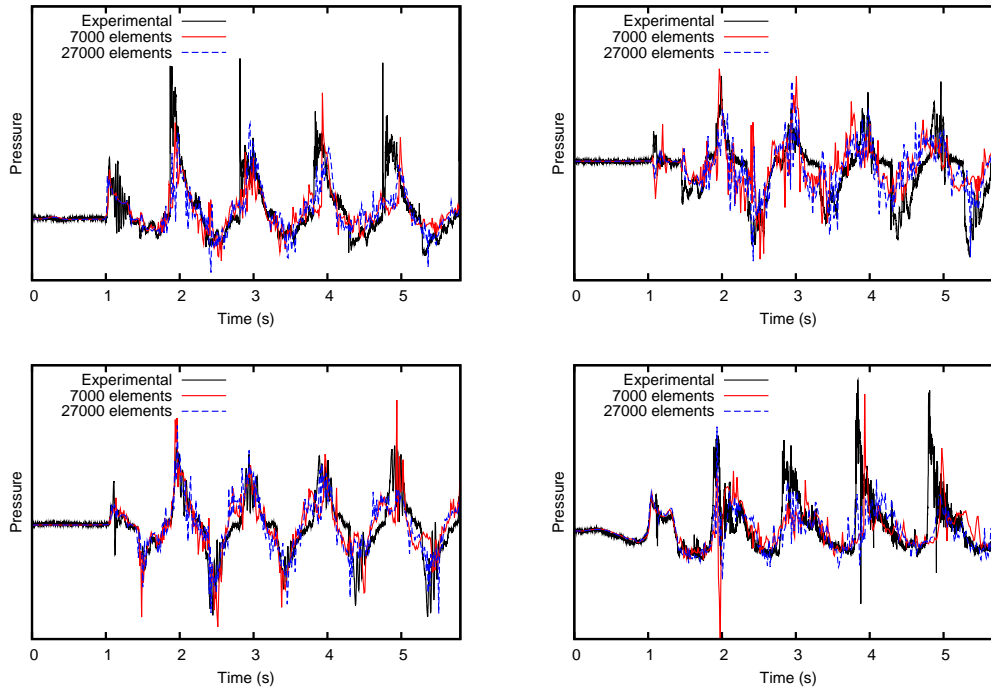 Experimental
7000 elements
27000 elements
Pressure
0 1 2 3 4 5
Time (s)
Experimental
7000 elements
27000 elements
Pressure
0 1 2 3 4 5
Time (s)
Experimental
7000 elements
27000 elements
Pressure
0 1 2 3 4 5
Time (s)
Experimental
7000 elements
27000 elements
Pressure
0 1 2 3 4 5
Time (s)